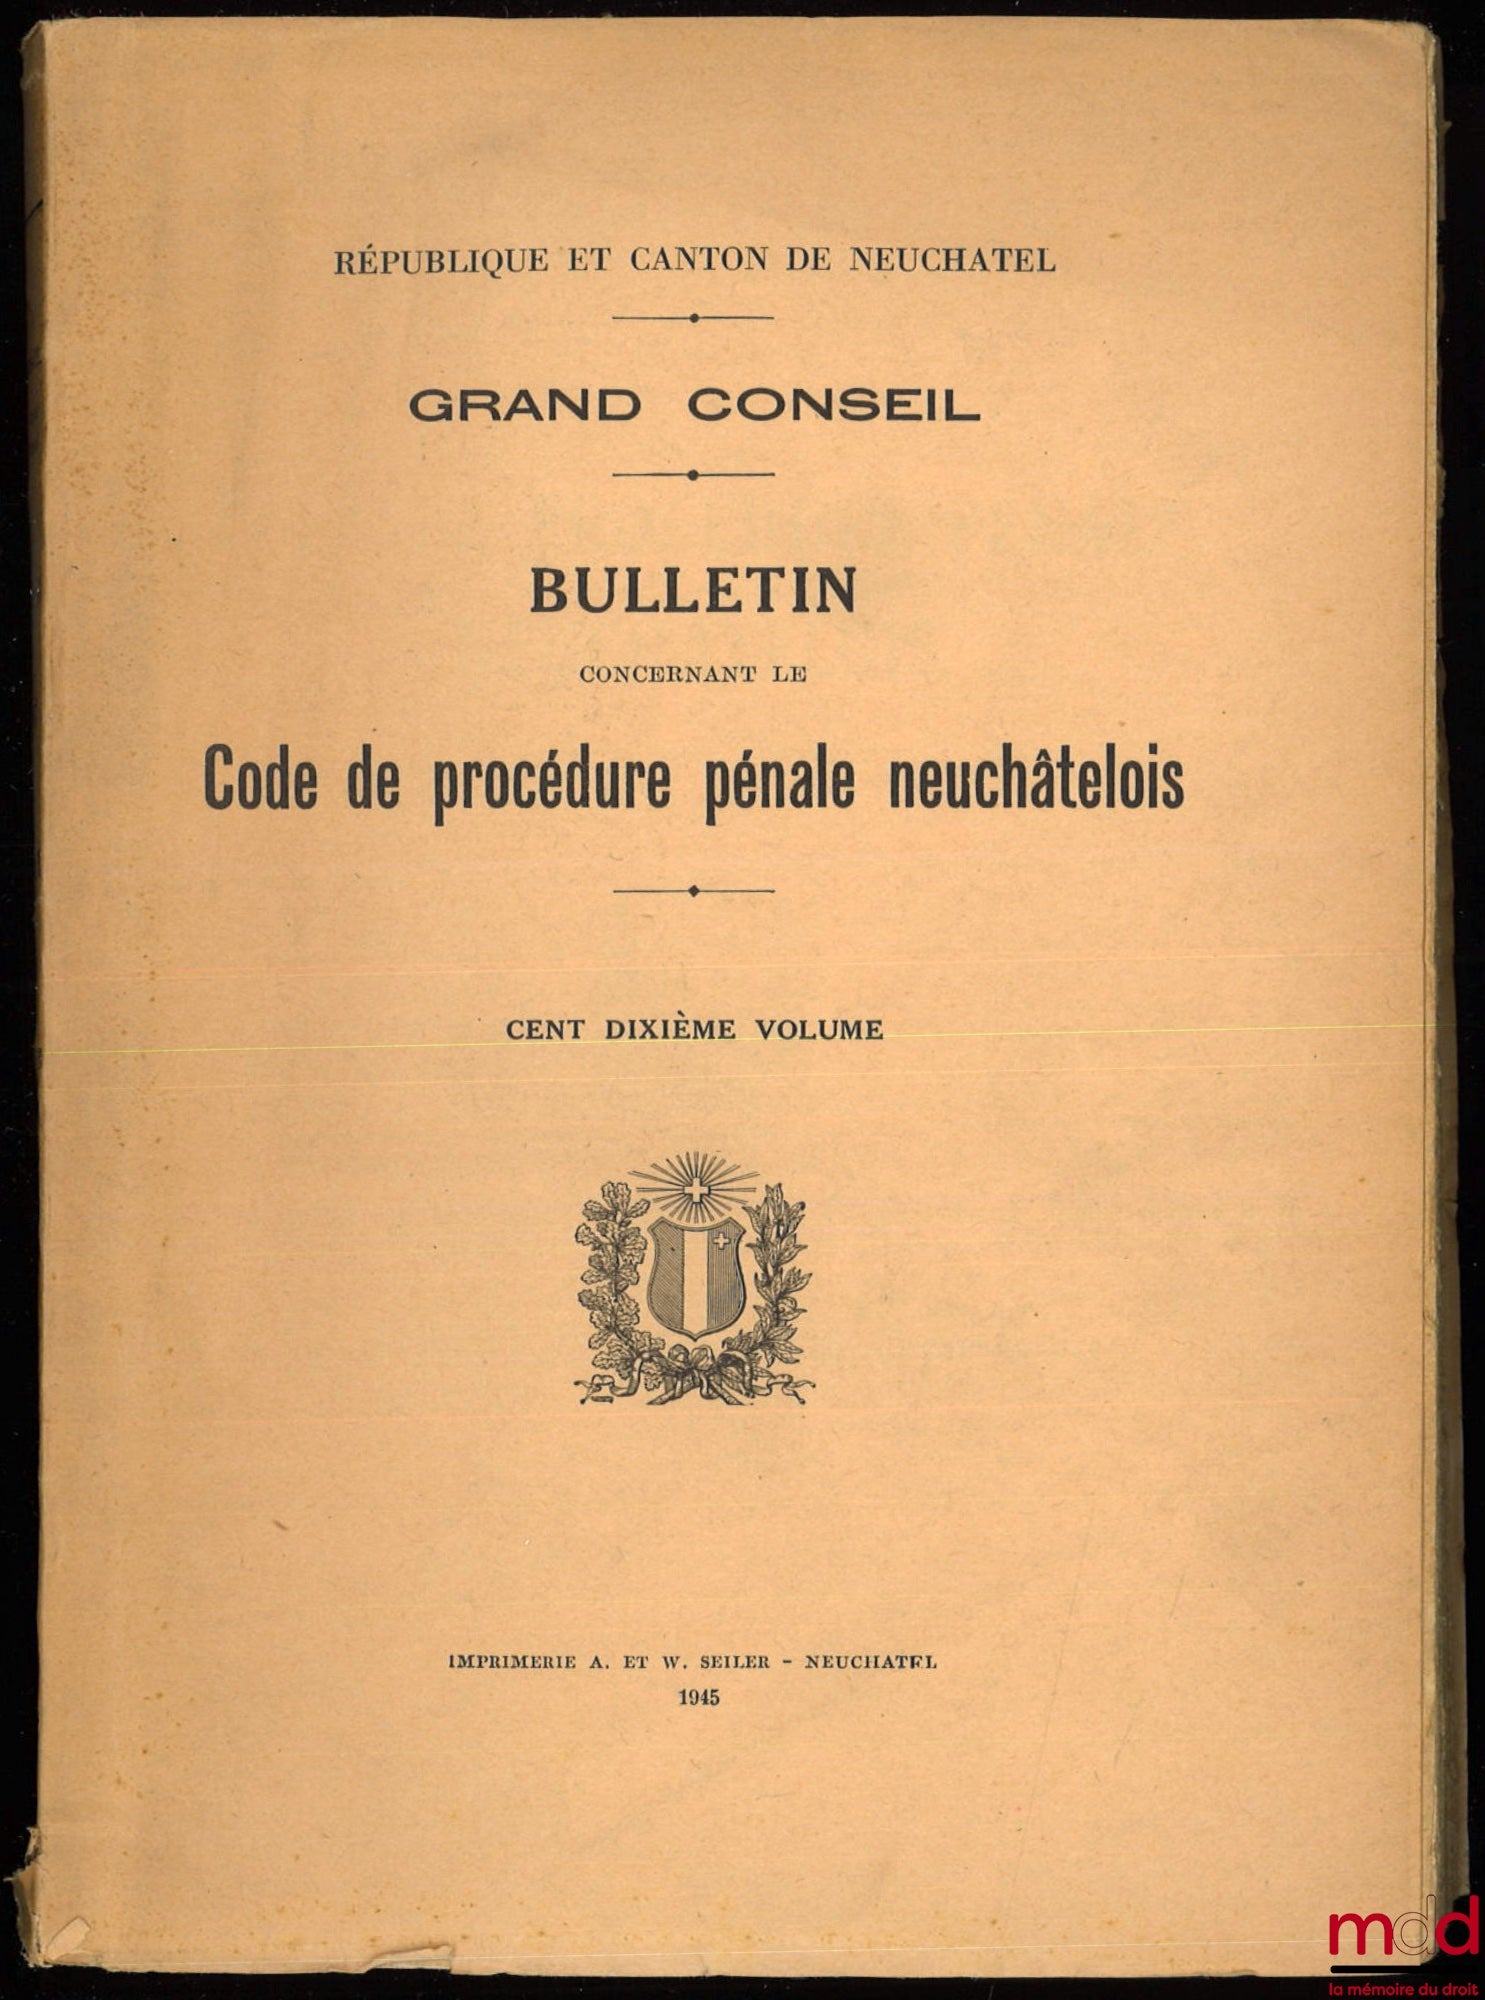 RÉPUBLIQUE ET CANTON DE NEUCHATEL
GRAND CONSEIL
BULLETIN
CONCERNANT LE
Code de procédure pénale neuchâtelois
CENT DIXIÈME VOLUME
IMPRIMERIE A. ET W. SEILER - NEUCHATEL
1945
mdd
la mémoire du droit